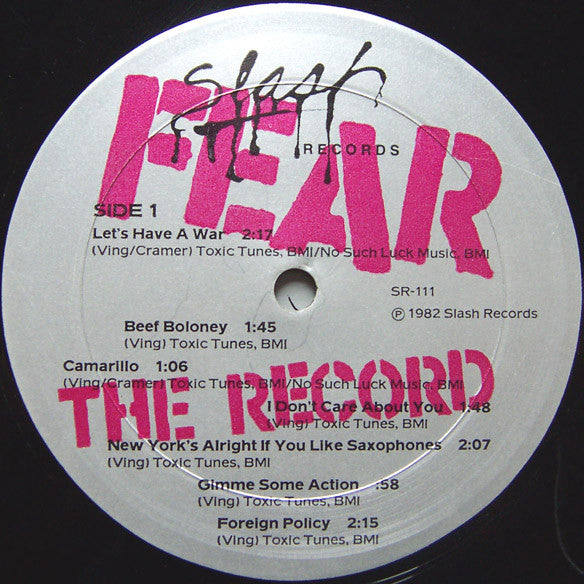 Slash
RECORDS
FEAR
SIDE 1
Let's Have A War 2:17
(Ving/Cramer) Toxic Tunes, BMI/No Such Luck Music, BMI
SR-111
℗ 1982 Slash Records
Beef Boloney 1:45
(Ving) Toxic Tunes, BMI
Camarillo 1:06
(Ving/Cramer) Toxic Tunes, BMI/No Such Luck Music, BMI
THE RECORD
I Don't Care About You 1:48
(Ving) Toxic Tunes, BMI
New York's Alright If You Like Saxophones 2:07
(Ving) Toxic Tunes, BMI
Gimme Some Action :58
(Ving) Toxic Tunes, BMI
Foreign Policy 2:15
(Ving) Toxic Tunes, BMI